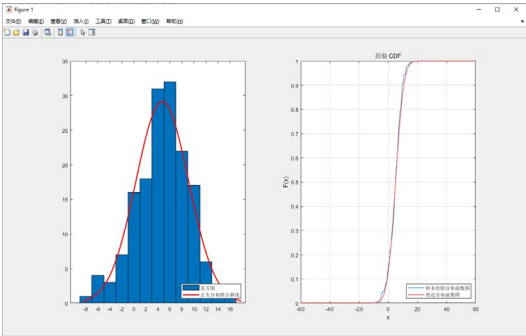 Figure 1
文件(F) 编辑(E) 查看(V) 插入(I) 工具(T) 桌面(D) 窗口(W) 帮助(H)
35
30
25
20
15
10
5
0
-8 -6 -4 -2 0 2 4 6 8 10 12 14 16
直方图
正太分布拟合曲线
经验 CDF
F(x)
1
0.9
0.8
0.7
0.6
0.5
0.4
0.3
0.2
0.1
0
-60 -40 -20 0 20 40 60
x
样本经验分布函数图
理论分布函数图